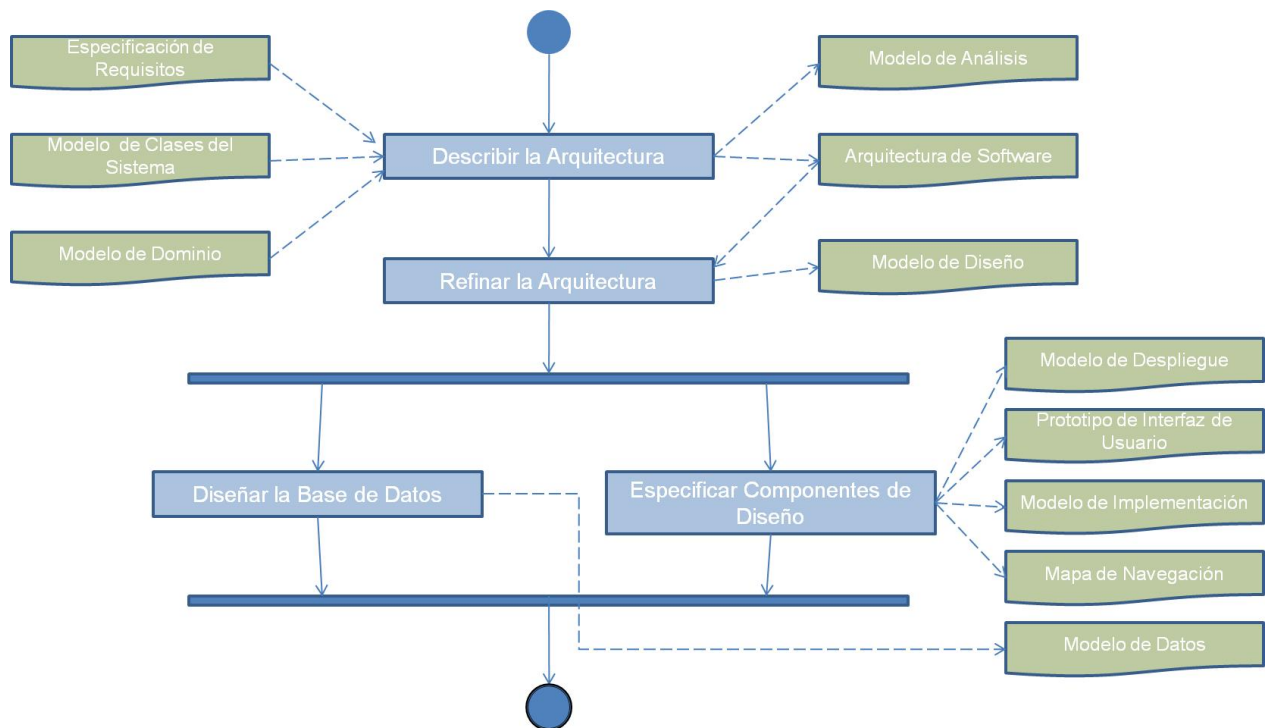 Especificación de
Requisitos
Modelo de Análisis
Modelo de Clases del
Sistema
Describir la Arquitectura
Arquitectura de Software
Modelo de Dominio
Refinar la Arquitectura
Modelo de Diseño
Modelo de Despliegue
Prototipo de Interfaz de
Usuario
Diseñar la Base de Datos
Especificar Componentes de
Diseño
Modelo de Implementación
Mapa de Navegación
Modelo de Datos